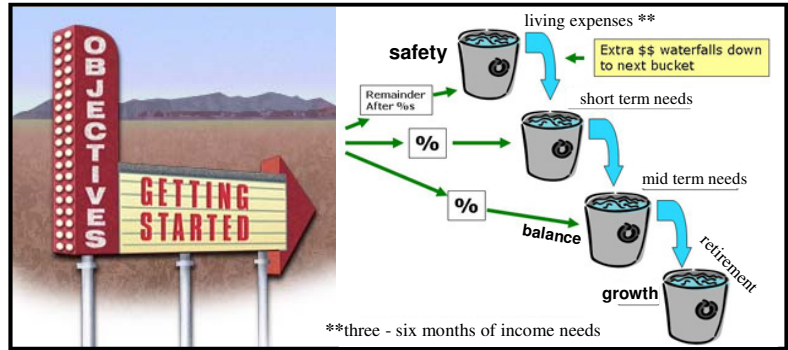 OBJECTIVES
GETTING
STARTED
living expenses **
safety
Extra $$ waterfalls down
to next bucket
Remainder
After %s
short term needs
%
mid term needs
%
balance
retirement
growth
**three - six months of income needs